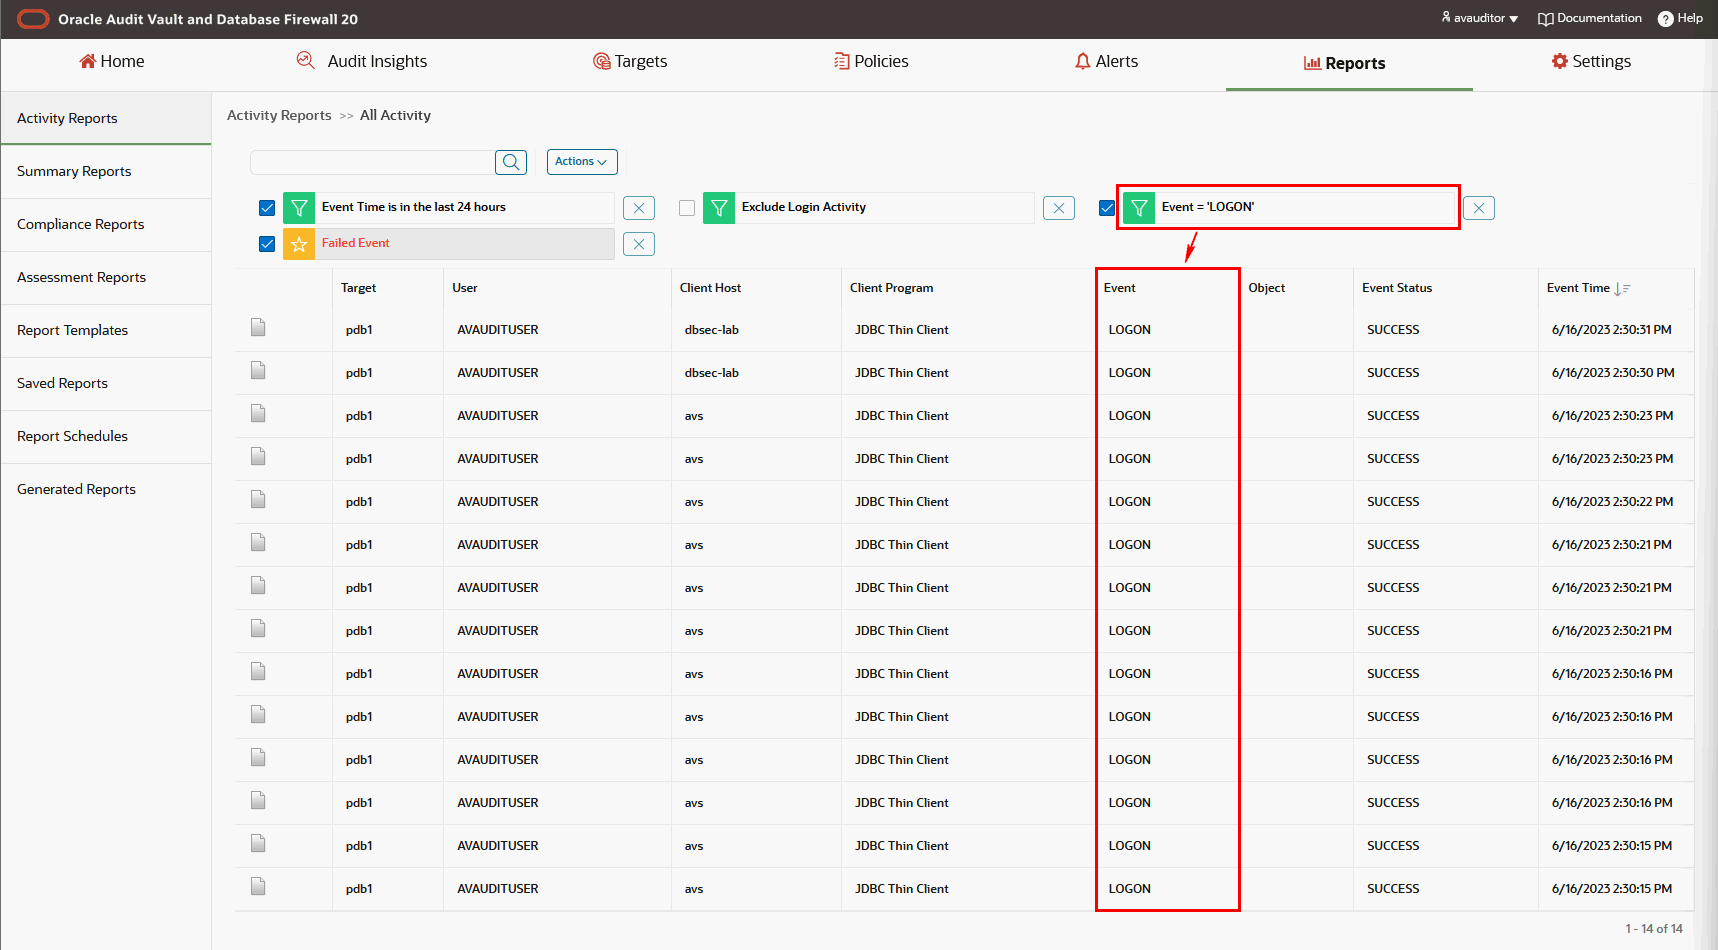 Oracle Audit Vault and Database Firewall 20
avauditor
Documentation
? Help
Home
Audit Insights
Targets
Policies
Alerts
Reports
Settings
Activity Reports
Summary Reports
Compliance Reports
Assessment Reports
Report Templates
Saved Reports
Report Schedules
Generated Reports
Activity Reports >> All Activity
Actions
Event Time is in the last 24 hours
Exclude Login Activity
Event = 'LOGON'
Failed Event
Target User Client Host Client Program Event Object Event Status Event Time
pdb1 AVAUDITUSER dbsec-lab JDBC Thin Client LOGON SUCCESS 6/16/2023 2:30:31 PM
pdb1 AVAUDITUSER dbsec-lab JDBC Thin Client LOGON SUCCESS 6/16/2023 2:30:30 PM
pdb1 AVAUDITUSER avs JDBC Thin Client LOGON SUCCESS 6/16/2023 2:30:23 PM
pdb1 AVAUDITUSER avs JDBC Thin Client LOGON SUCCESS 6/16/2023 2:30:23 PM
pdb1 AVAUDITUSER avs JDBC Thin Client LOGON SUCCESS 6/16/2023 2:30:22 PM
pdb1 AVAUDITUSER avs JDBC Thin Client LOGON SUCCESS 6/16/2023 2:30:21 PM
pdb1 AVAUDITUSER avs JDBC Thin Client LOGON SUCCESS 6/16/2023 2:30:21 PM
pdb1 AVAUDITUSER avs JDBC Thin Client LOGON SUCCESS 6/16/2023 2:30:21 PM
pdb1 AVAUDITUSER avs JDBC Thin Client LOGON SUCCESS 6/16/2023 2:30:16 PM
pdb1 AVAUDITUSER avs JDBC Thin Client LOGON SUCCESS 6/16/2023 2:30:16 PM
pdb1 AVAUDITUSER avs JDBC Thin Client LOGON SUCCESS 6/16/2023 2:30:16 PM
pdb1 AVAUDITUSER avs JDBC Thin Client LOGON SUCCESS 6/16/2023 2:30:16 PM
pdb1 AVAUDITUSER avs JDBC Thin Client LOGON SUCCESS 6/16/2023 2:30:15 PM
pdb1 AVAUDITUSER avs JDBC Thin Client LOGON SUCCESS 6/16/2023 2:30:15 PM
1 - 14 of 14